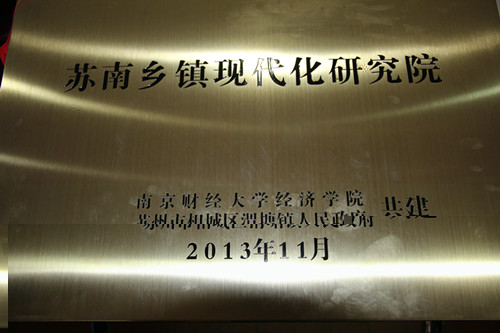 苏南乡镇现代化研究院
南京财经大学经济学院
苏州市相城区渭塘镇人民政府
共建
2013年11月